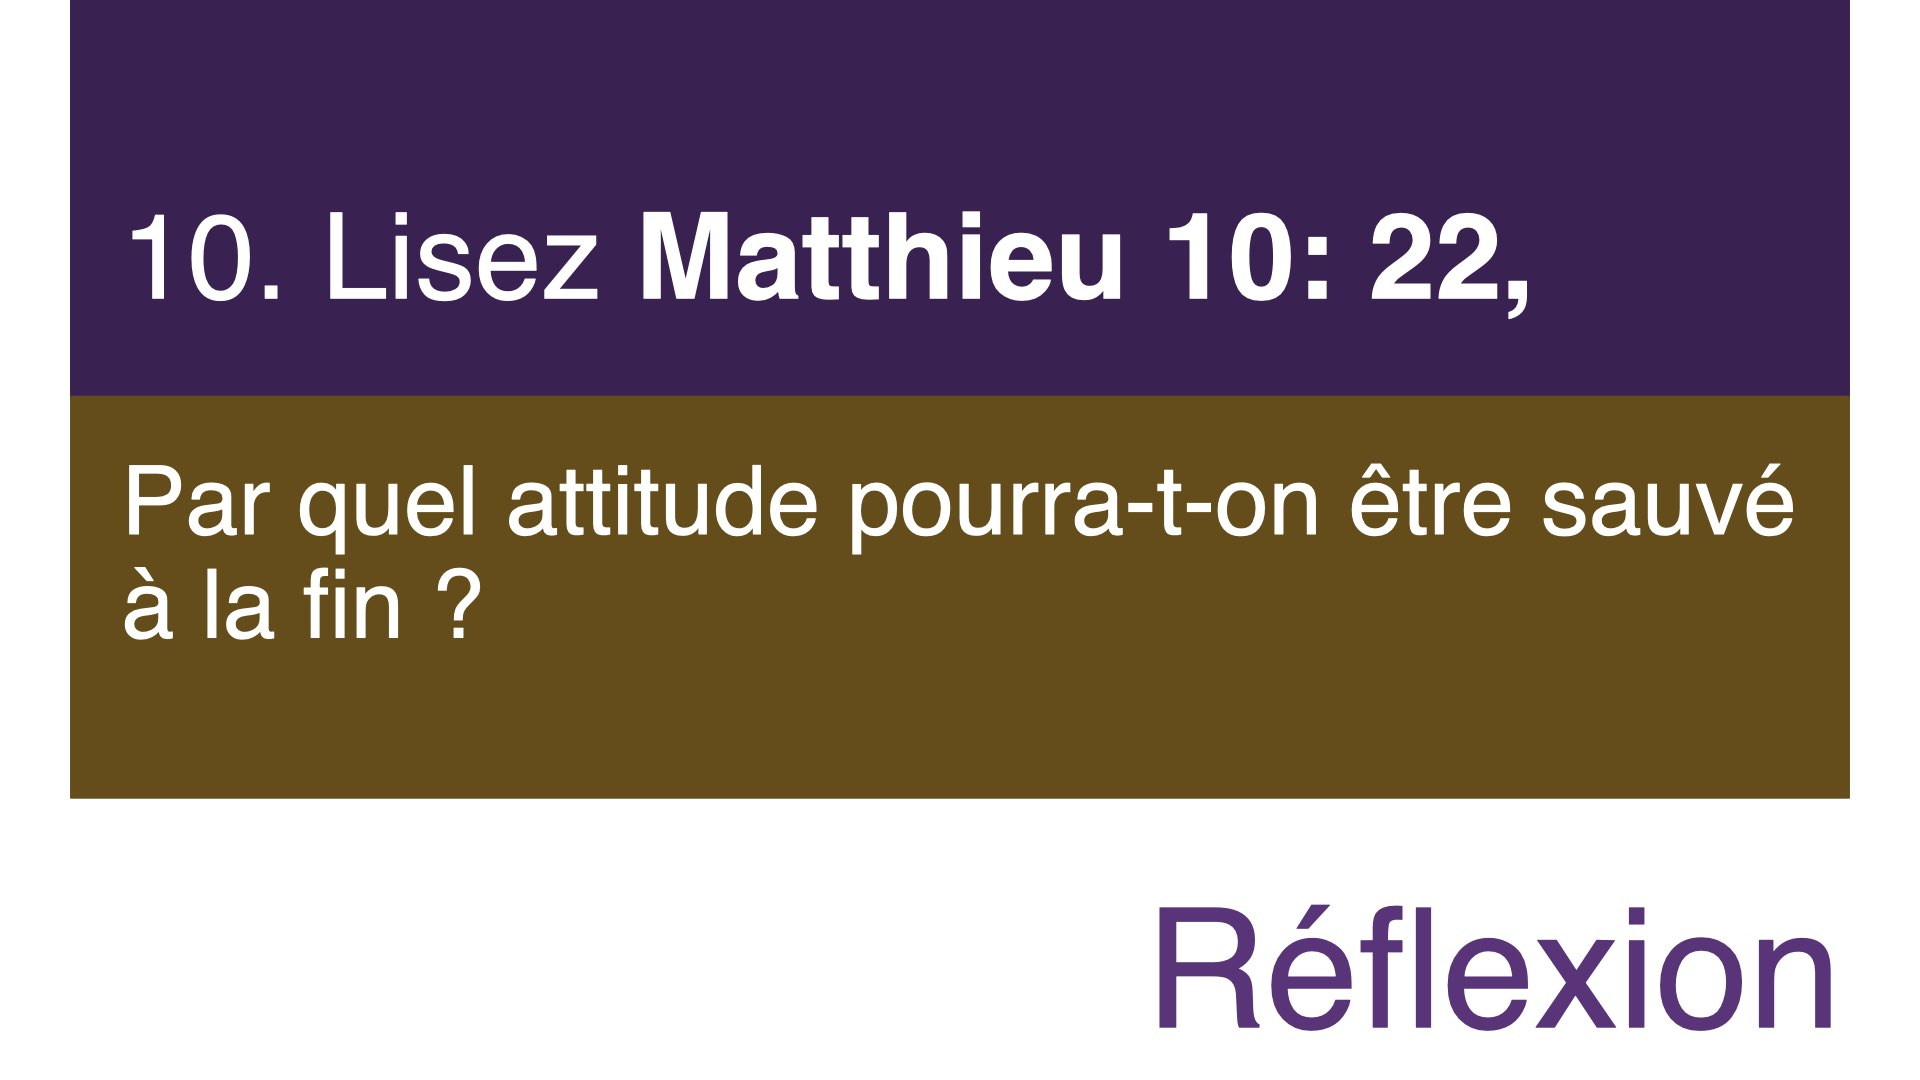 10. Lisez Matthieu 10: 22,
Par quel attitude pourra-t-on être sauvé
à la fin ?
Réflexion